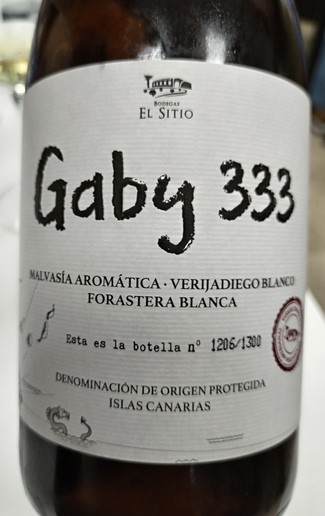 BODEGAS
EL SITIO
Gaby 333
MALVASÍA AROMÁTICA · VERIJADIEGO BLANCO
FORASTERA BLANCA
Esta es la botella nº 1206/1300
DENOMINACIÓN DE ORIGEN PROTEGIDA
ISLAS CANARIAS